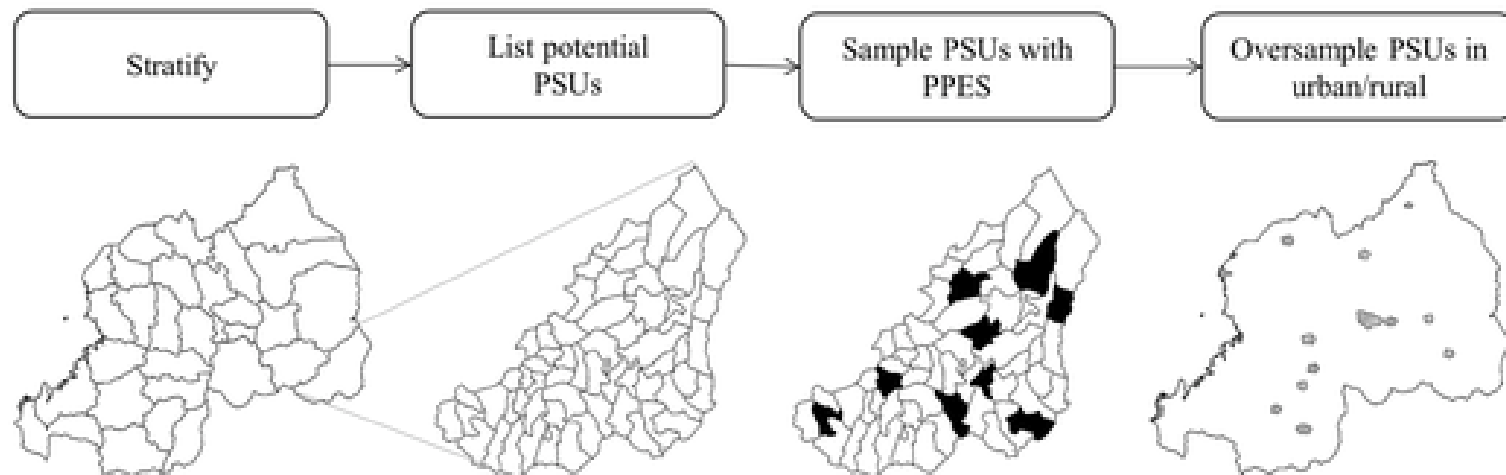 Stratify
List potential
PSUs
Sample PSUs with
PPES
Oversample PSUs in
urban/rural